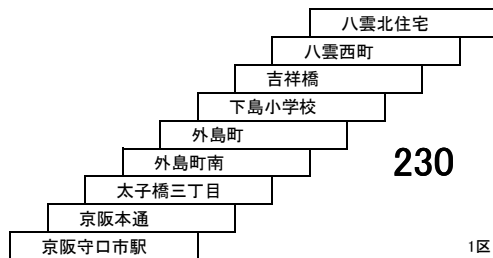 八雲北住宅
八雲西町
吉祥橋
下島小学校
外島町
外島町南
230
太子橋三丁目
京阪本通
京阪守口市駅
1区